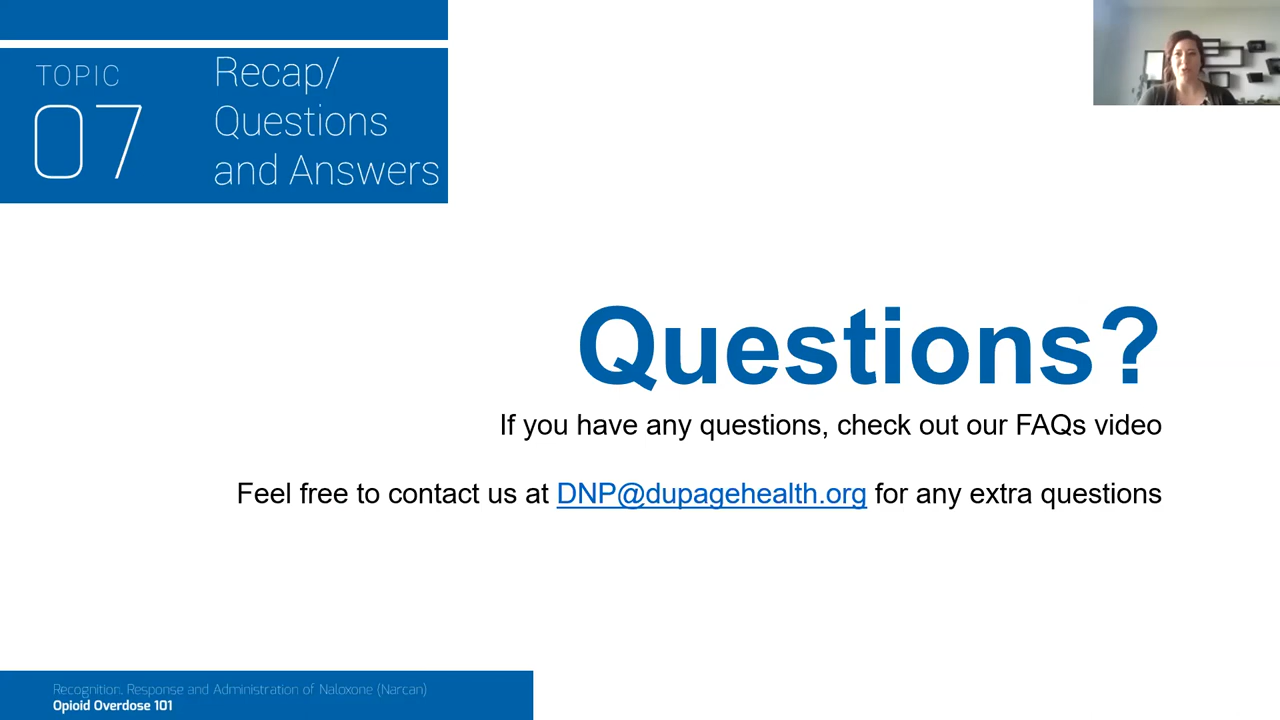 TOPIC
07
Recap/
Questions
and Answers
Questions?
If you have any questions, check out our FAQs video
Feel free to contact us at DNP@dupagehealth.org for any extra questions
Recognition, Response and Administration of Naloxone (Narcan)
Opioid Overdose 101